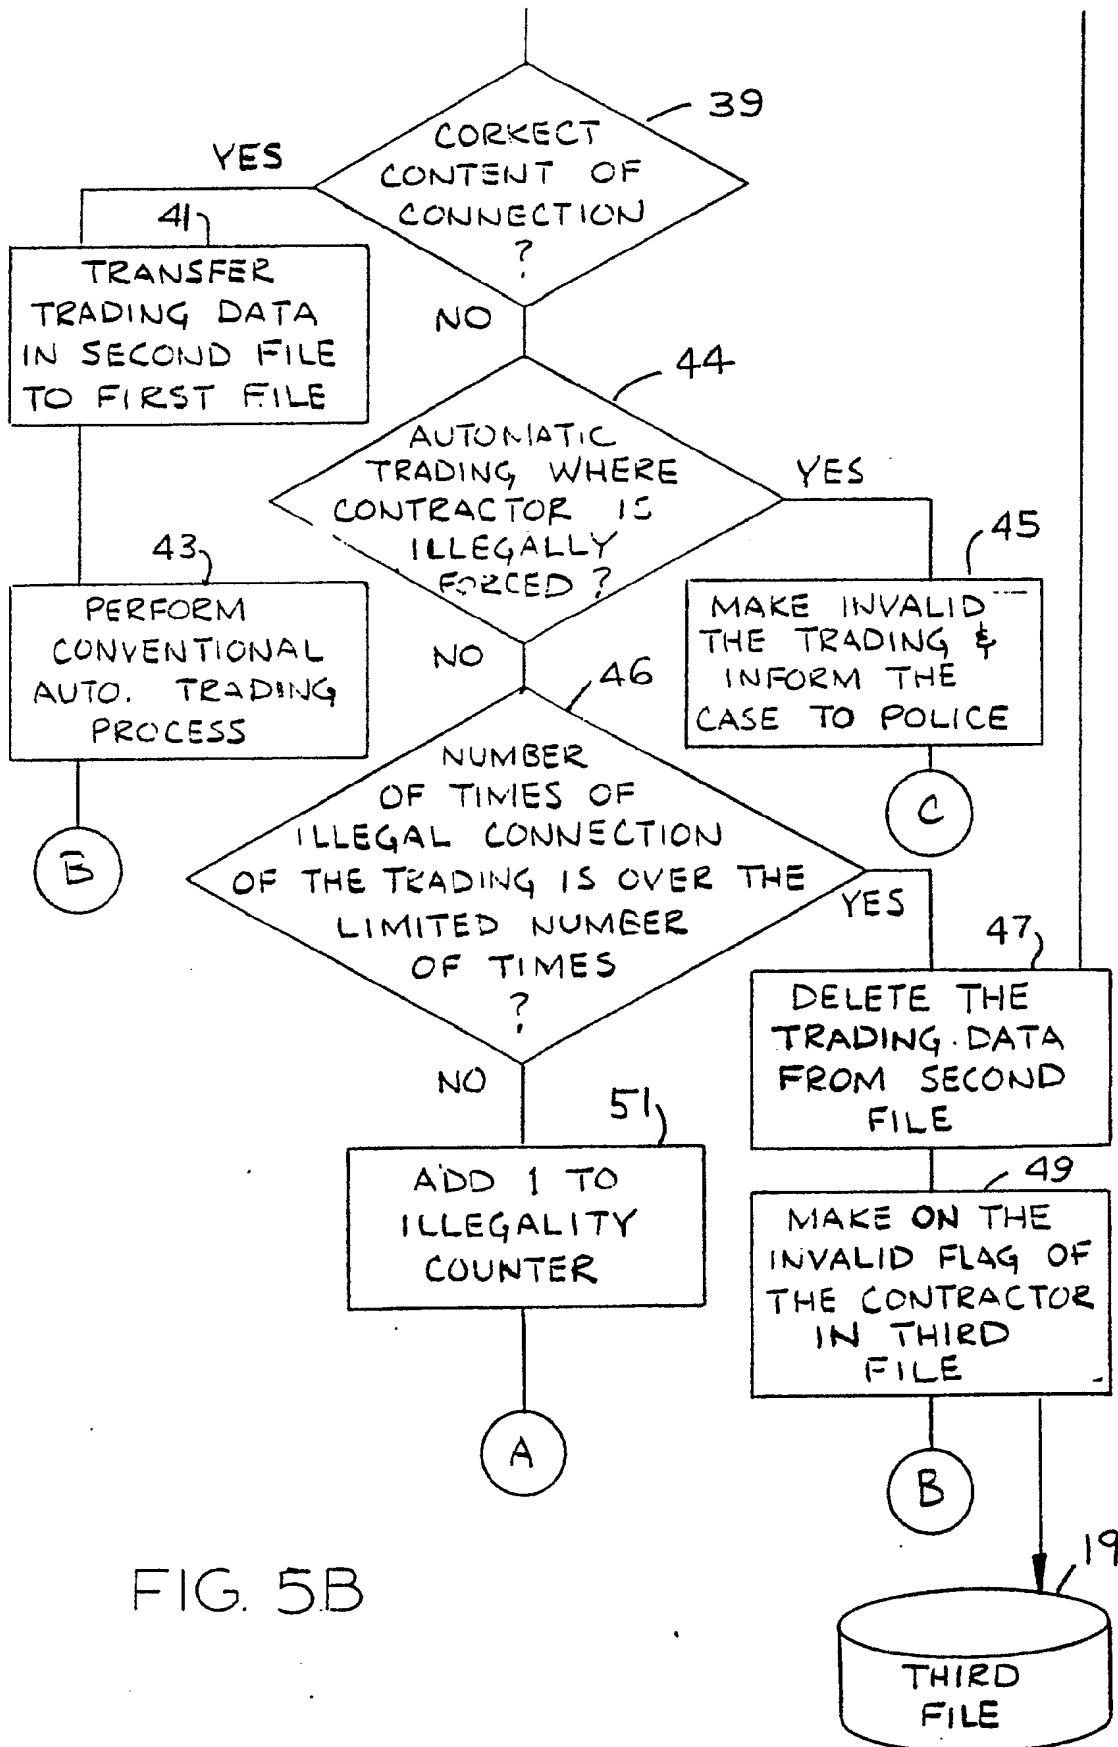 39
CORRECT
CONTENT OF
CONNECTION
?
YES
NO
41
TRANSFER
TRADING DATA
IN SECOND FILE
TO FIRST FILE
44
AUTOMATIC
TRADING WHERE
CONTRACTOR IS
ILLEGALLY
FORCED?
YES
NO
43
PERFORM
CONVENTIONAL
AUTO. TRADING
PROCESS
B
45
MAKE INVALID
THE TRADING &
INFORM THE
CASE TO POLICE
C
46
NUMBER
OF TIMES OF
ILLEGAL CONNECTION
OF THE TRADING IS OVER THE
LIMITED NUMBER
OF TIMES
?
YES
NO
47
DELETE THE
TRADING DATA
FROM SECOND
FILE
51
ADD 1 TO
ILLEGALITY
COUNTER
A
49
MAKE ON THE
INVALID FLAG OF
THE CONTRACTOR
IN THIRD
FILE
B
19
THIRD
FILE
FIG. 5B